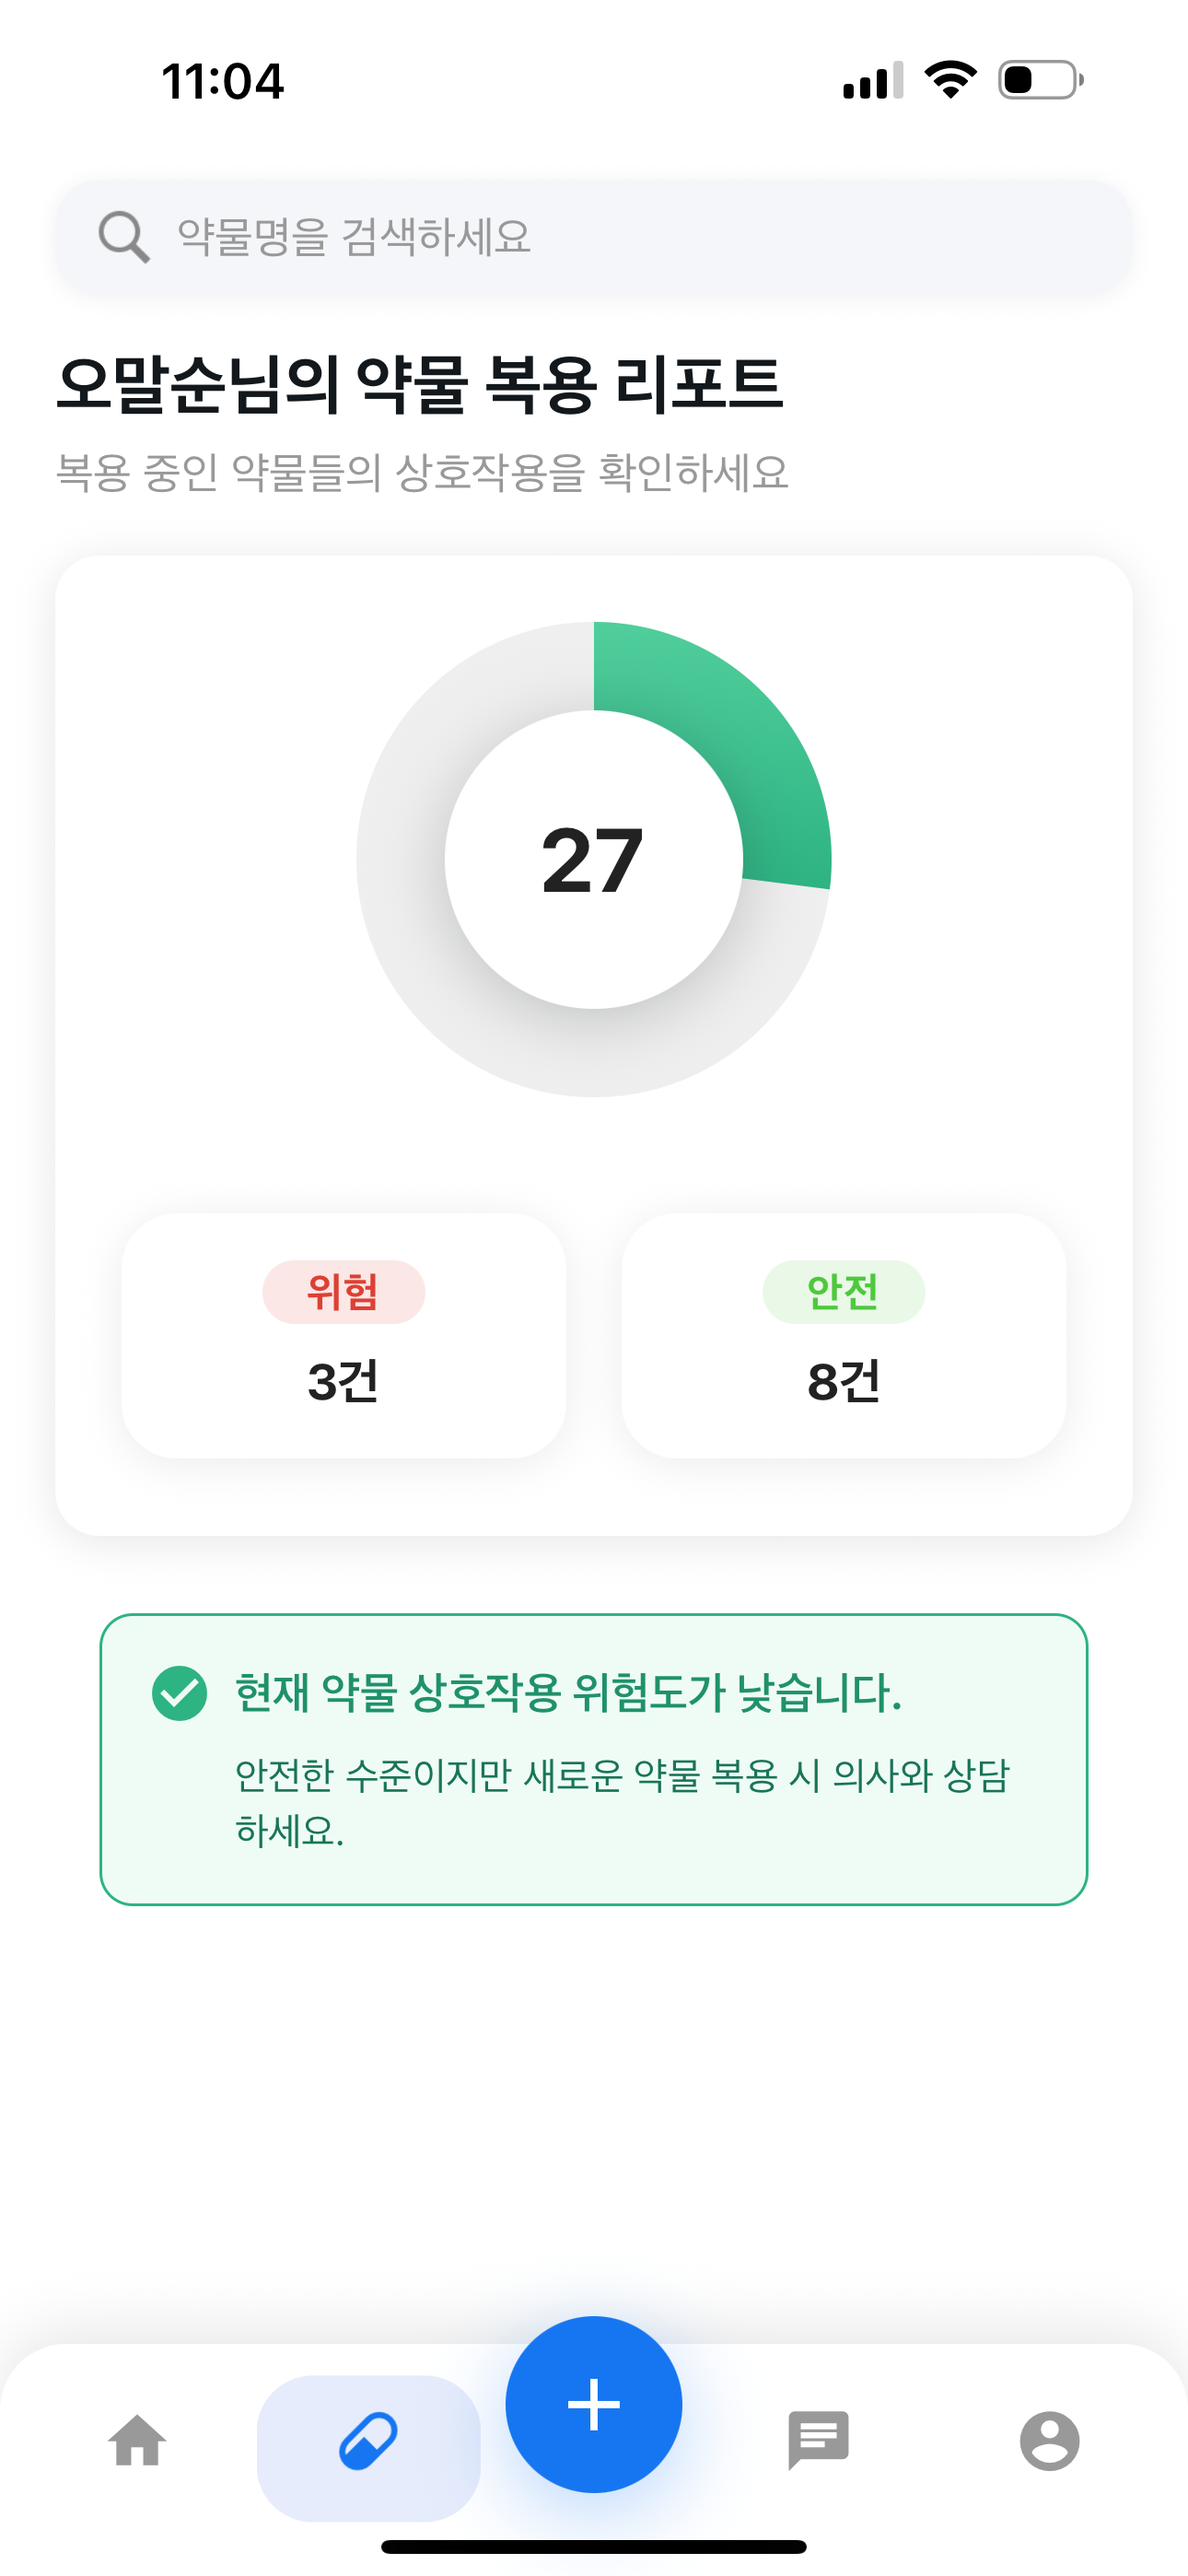 11:04
약물명을 검색하세요
오말순님의 약물 복용 리포트
복용 중인 약물들의 상호작용을 확인하세요
27
위험
3건
안전
8건
현재 약물 상호작용 위험도가 낮습니다.
안전한 수준이지만 새로운 약물 복용 시 의사와 상담
하세요.